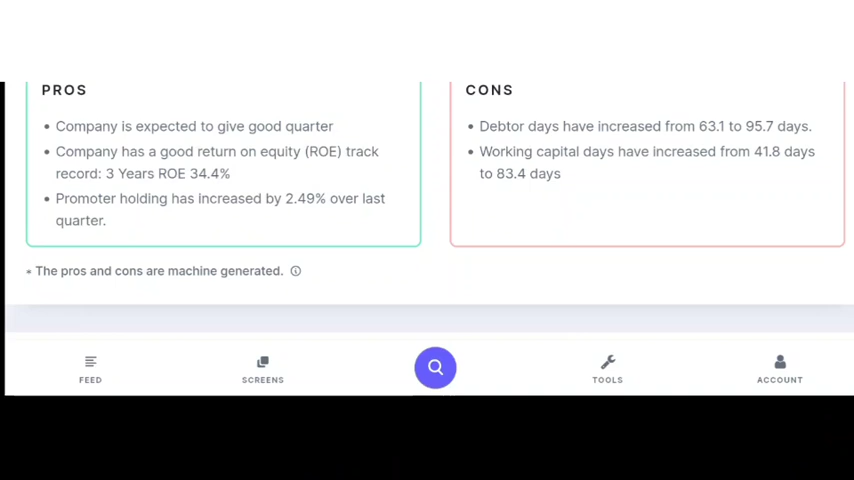 PROS
Company is expected to give good quarter
Company has a good return on equity (ROE) track
record: 3 Years ROE 34.4%
Promoter holding has increased by 2.49% over last
quarter.
CONS
Debtor days have increased from 63.1 to 95.7 days.
Working capital days have increased from 41.8 days
to 83.4 days
* The pros and cons are machine generated.
FEED
SCREENS
TOOLS
ACCOUNT